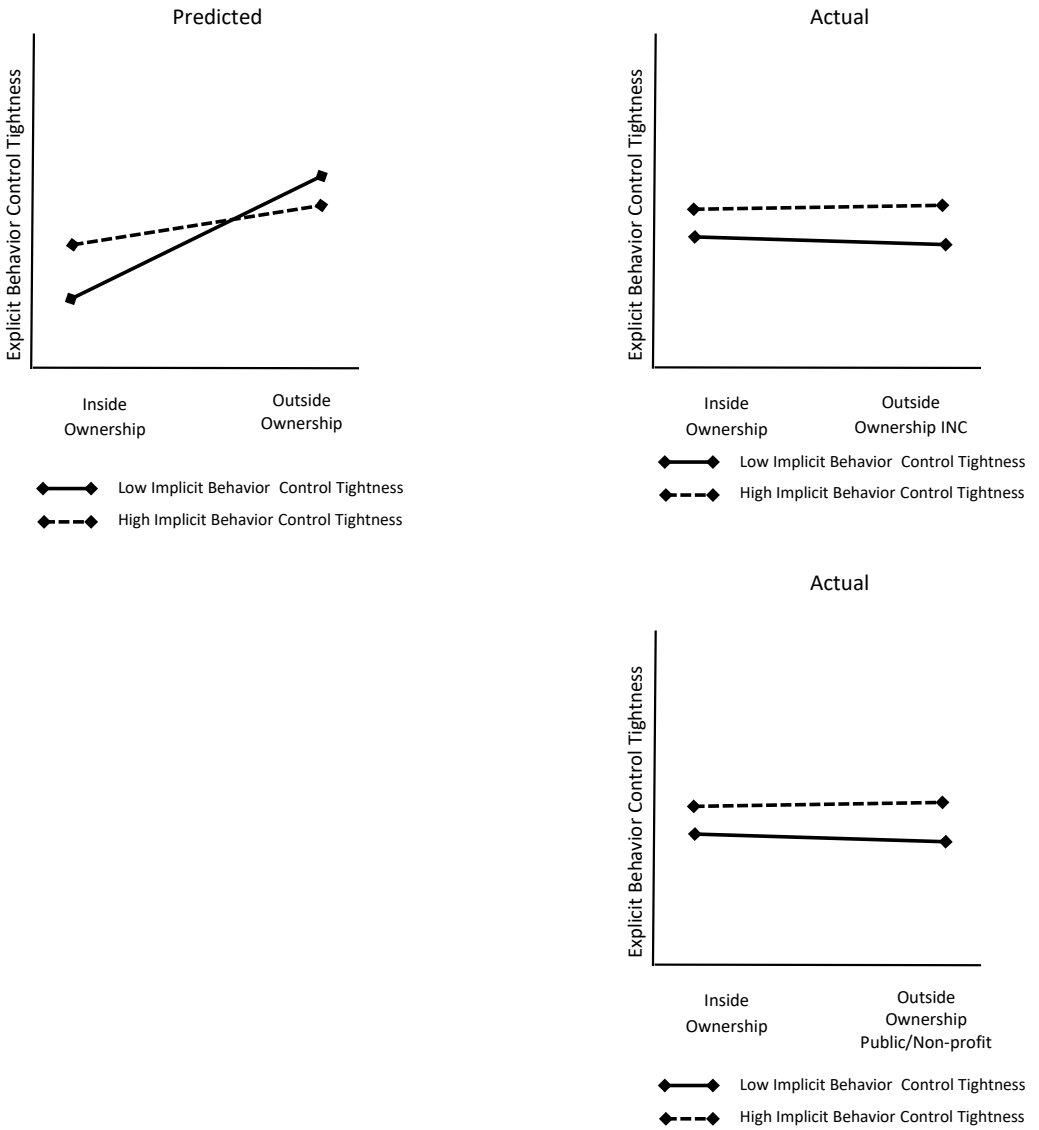 Predicted
Explicit Behavior Control Tightness
Inside
Ownership
Outside
Ownership
Low Implicit Behavior Control Tightness
High Implicit Behavior Control Tightness
Actual
Explicit Behavior Control Tightness
Inside
Ownership
Outside
Ownership INC
Low Implicit Behavior Control Tightness
High Implicit Behavior Control Tightness
Actual
Explicit Behavior Control Tightness
Inside
Ownership
Outside
Ownership
Public/Non-profit
Low Implicit Behavior Control Tightness
High Implicit Behavior Control Tightness